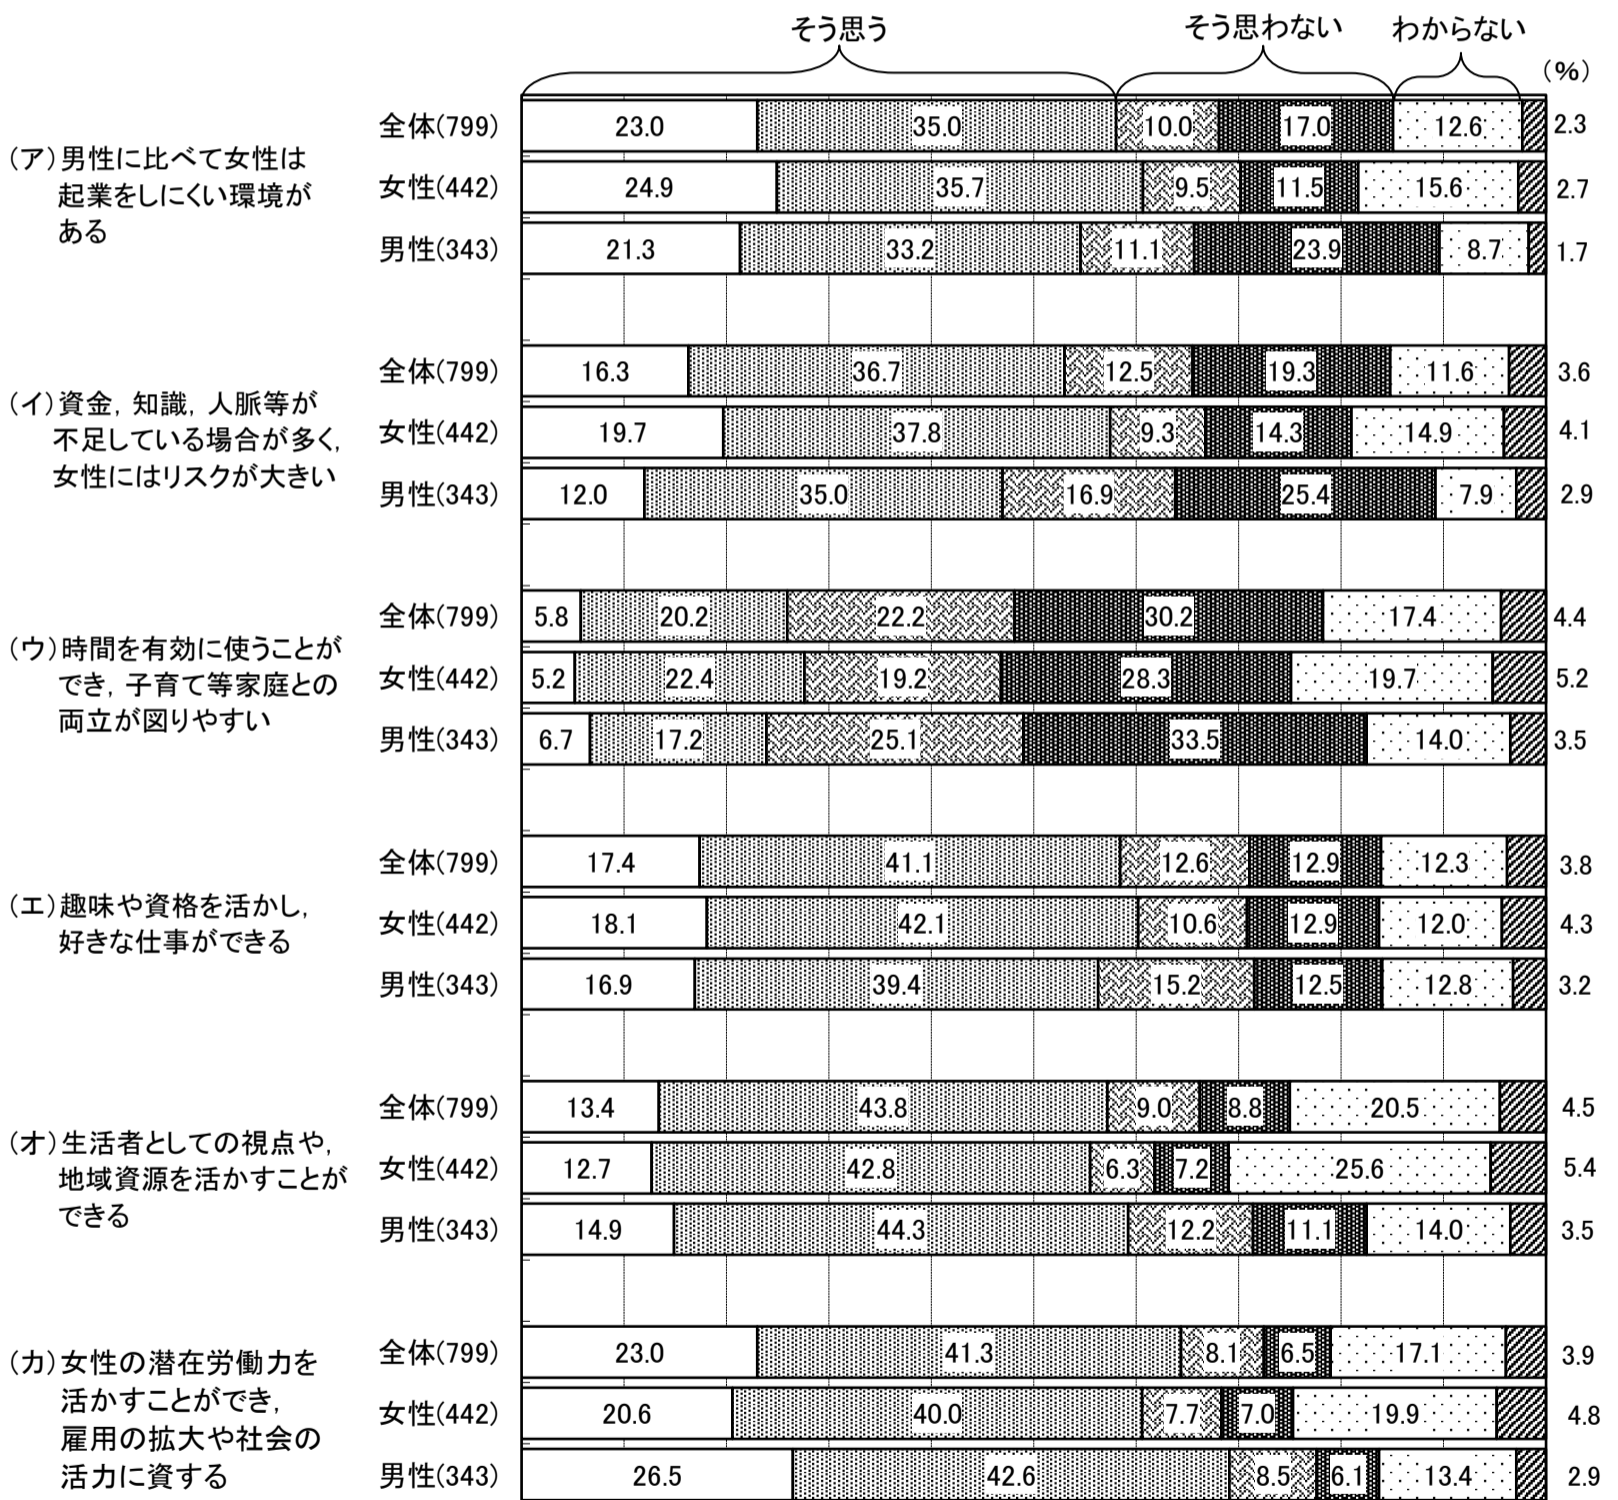 そう思う そう思わない わからない
(%)
(ア)男性に比べて女性は
起業をしにくい環境が
ある
全体(799) 23.0 35.0 10.0 17.0 12.6 2.3
女性(442) 24.9 35.7 9.5 11.5 15.6 2.7
男性(343) 21.3 33.2 11.1 23.9 8.7 1.7
(イ)資金，知識，人脈等が
不足している場合が多く，
女性にはリスクが大きい
全体(799) 16.3 36.7 12.5 19.3 11.6 3.6
女性(442) 19.7 37.8 9.3 14.3 14.9 4.1
男性(343) 12.0 35.0 16.9 25.4 7.9 2.9
(ウ)時間を有効に使うことが
でき，子育て等家庭との
両立が図りやすい
全体(799) 5.8 20.2 22.2 30.2 17.4 4.4
女性(442) 5.2 22.4 19.2 28.3 19.7 5.2
男性(343) 6.7 17.2 25.1 33.5 14.0 3.5
(エ)趣味や資格を活かし，
好きな仕事ができる
全体(799) 17.4 41.1 12.6 12.9 12.3 3.8
女性(442) 18.1 42.1 10.6 12.9 12.0 4.3
男性(343) 16.9 39.4 15.2 12.5 12.8 3.2
(オ)生活者としての視点や，
地域資源を活かすことが
できる
全体(799) 13.4 43.8 9.0 8.8 20.5 4.5
女性(442) 12.7 42.8 6.3 7.2 25.6 5.4
男性(343) 14.9 44.3 12.2 11.1 14.0 3.5
(カ)女性の潜在労働力を
活かすことができ，
雇用の拡大や社会の
活力に資する
全体(799) 23.0 41.3 8.1 6.5 17.1 3.9
女性(442) 20.6 40.0 7.7 7.0 19.9 4.8
男性(343) 26.5 42.6 8.5 6.1 13.4 2.9